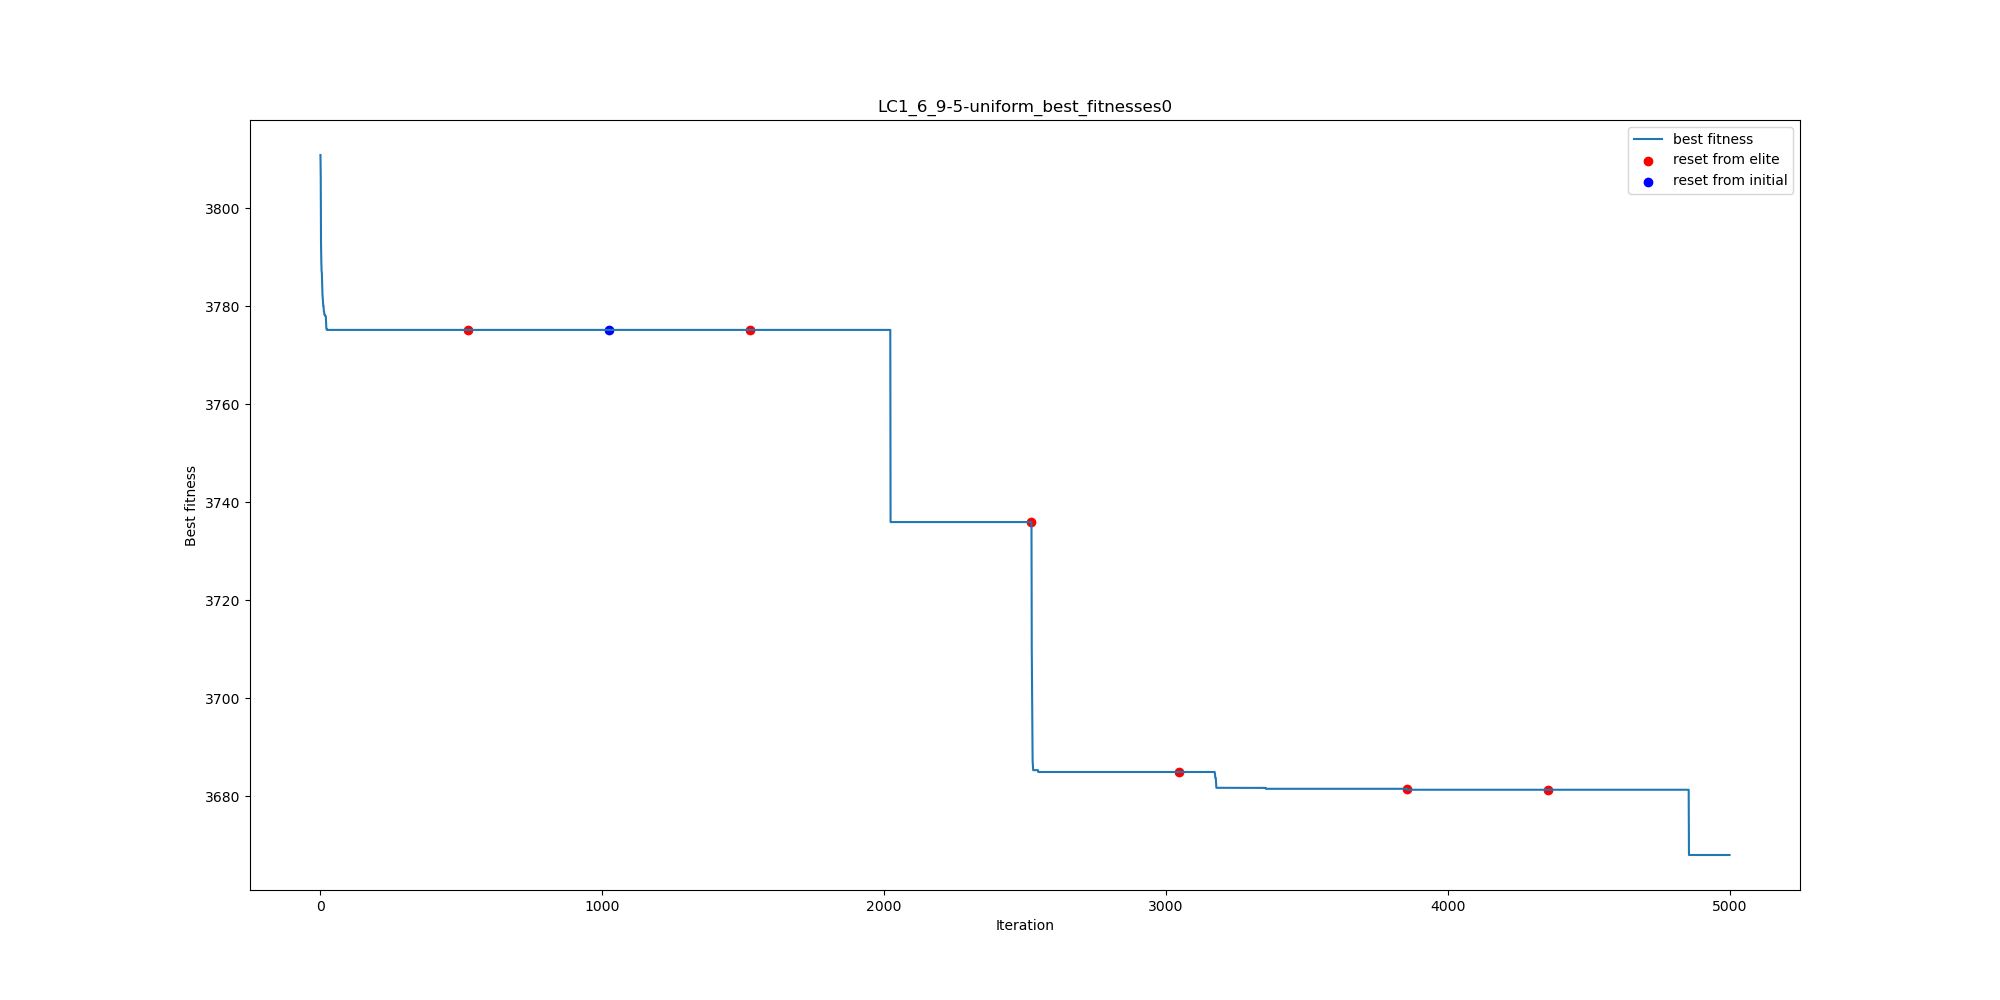 LC1_6_9-5-uniform_best_fitnesses0
best fitness
reset from elite
reset from initial
3800
3780
3760
3740
3720
3700
3680
Best fitness
0
1000
2000
3000
4000
5000
Iteration